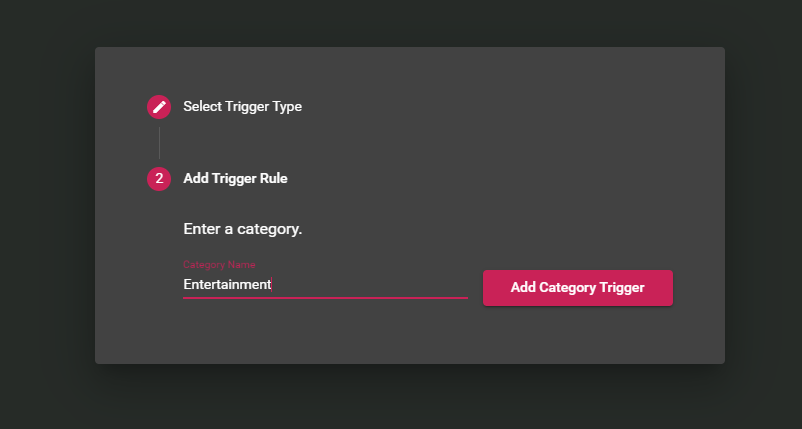 Select Trigger Type
2 Add Trigger Rule
Enter a category.
Category Name
Entertainment
Add Category Trigger